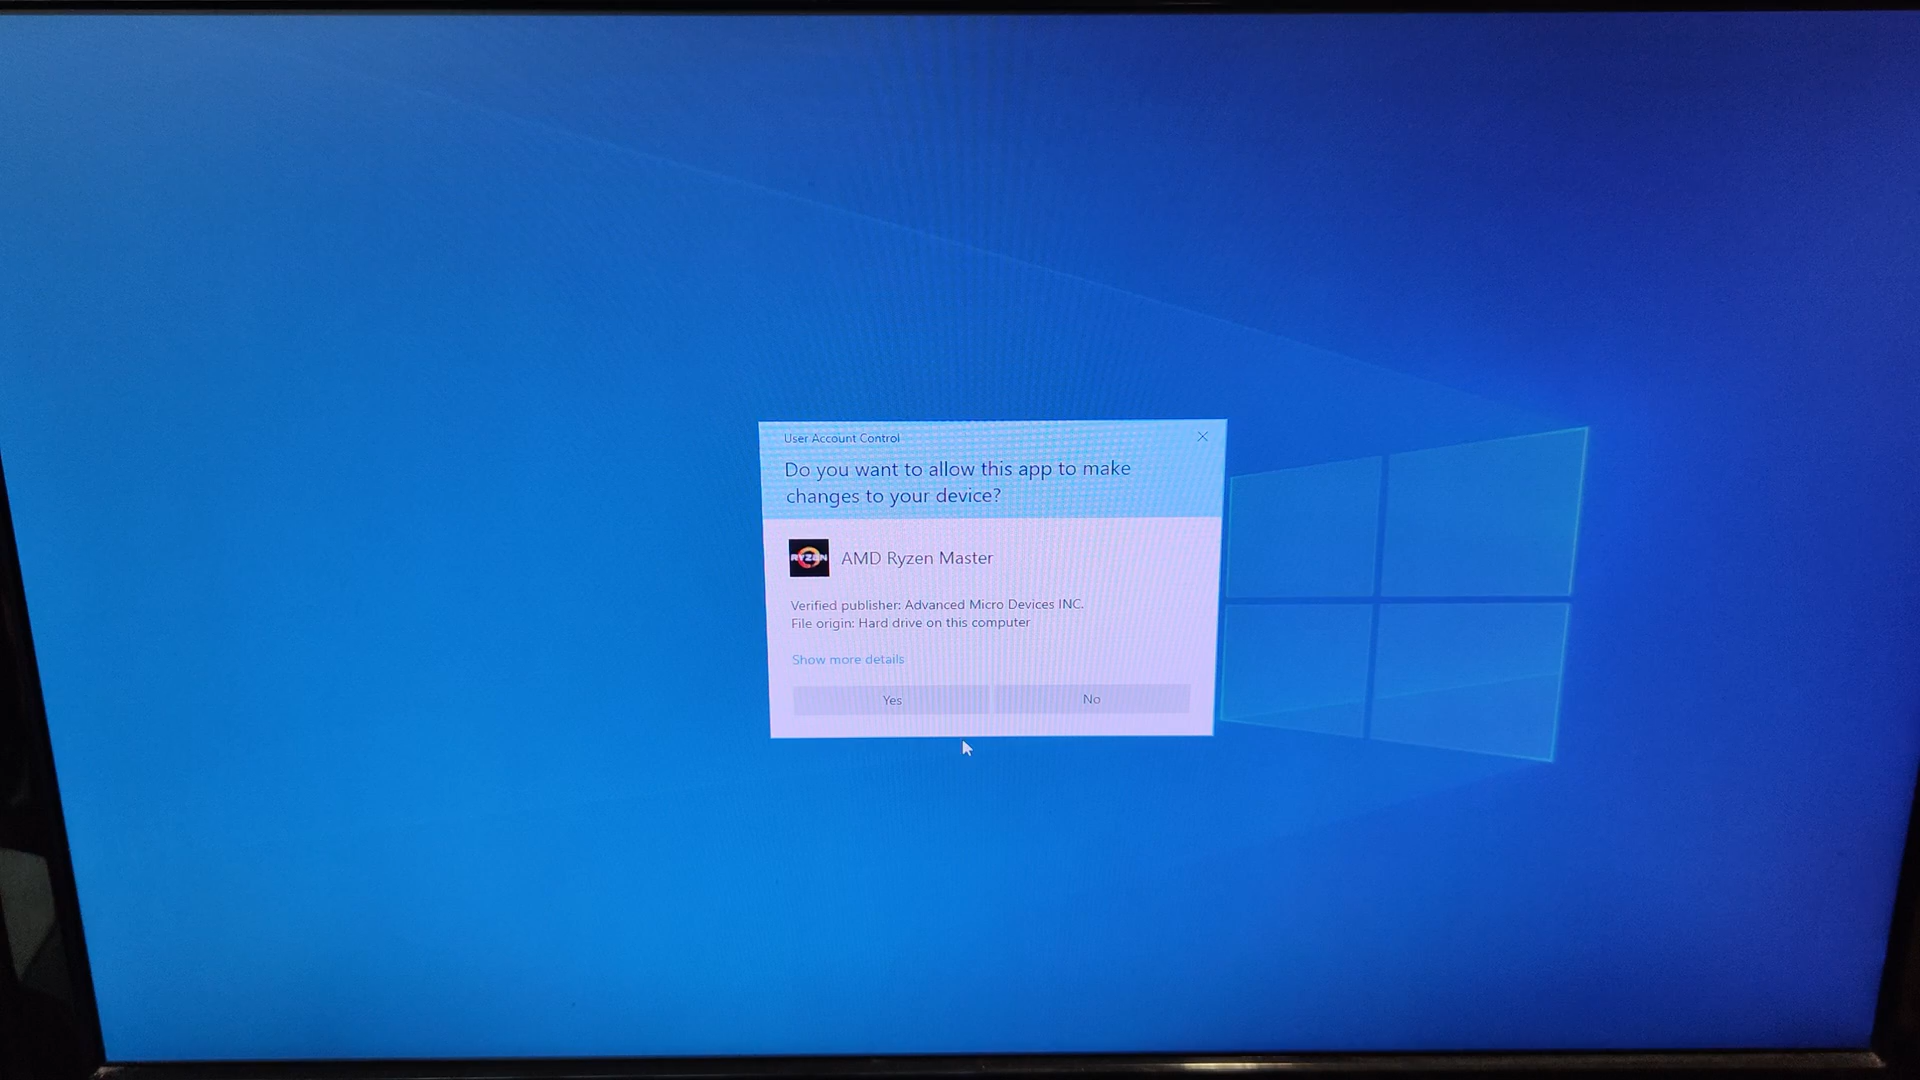 User Account Control
Do you want to allow this app to make
changes to your device?
RYZEN
AMD Ryzen Master
Verified publisher: Advanced Micro Devices INC.
File origin: Hard drive on this computer
Show more details
Yes
No